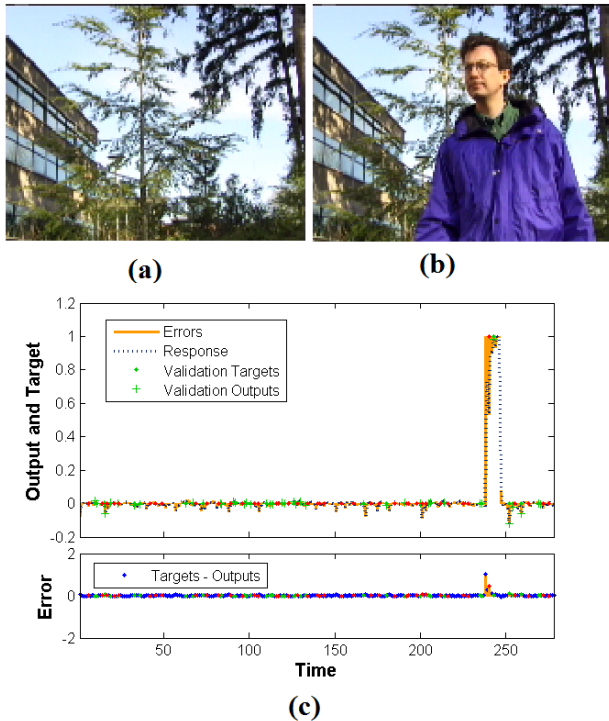 (a)
(b)
1.2
1
0.8
0.6
0.4
0.2
0
-0.2
Output and Target
Errors
Response
Validation Targets
Validation Outputs
2
0
-2
Error
Targets - Outputs
50
100
150
200
250
Time
(c)